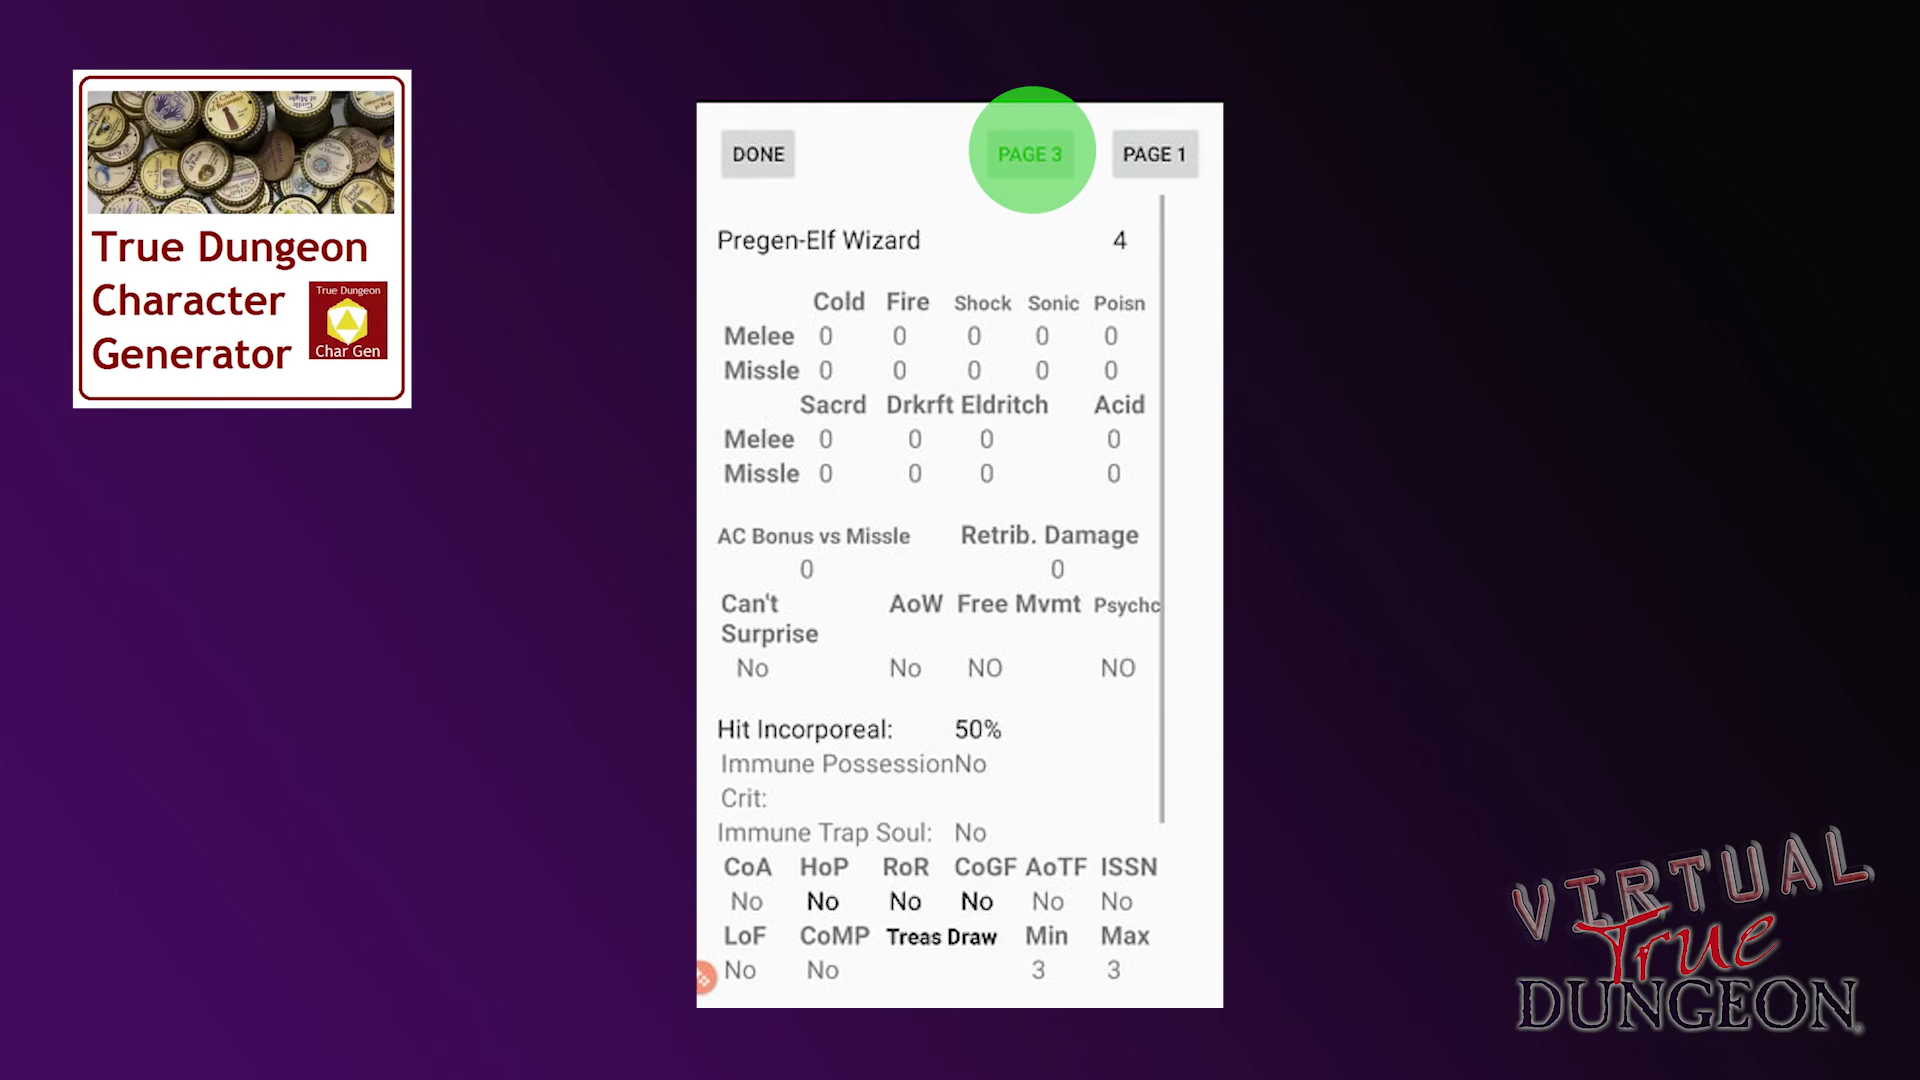 True Dungeon
Character
Generator
True Dungeon
Char Gen
DONE PAGE 3 PAGE 1
Pregen-Elf Wizard 4
Cold Fire Shock Sonic Poisn
Melee 0 0 0 0 0
Missle 0 0 0 0 0
Sacrd Drkrft Eldritch Acid
Melee 0 0 0 0
Missle 0 0 0 0
AC Bonus vs Missle Retrib. Damage
0 0
Can't AoW Free Mvmt Psychc
Surprise
No No NO NO
Hit Incorporeal: 50%
Immune Possession No
Crit:
Immune Trap Soul: No
CoA HoP RoR CoGF AoTF ISSN
No No No No No No
LoF CoMP Treas Draw Min Max
No No 3 3
VIRTUAL
True
DUNGEON